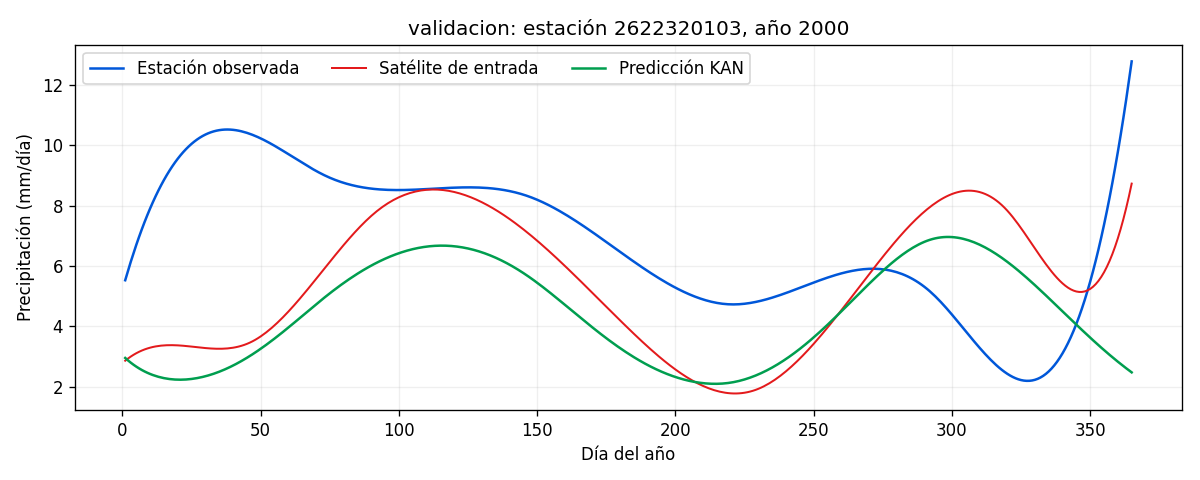 validacion: estación 2622320103, año 2000
Estación observada
Satélite de entrada
Predicción KAN
Precipitación (mm/día)
12
10
8
6
4
2
0 50 100 150 200 250 300 350
Día del año